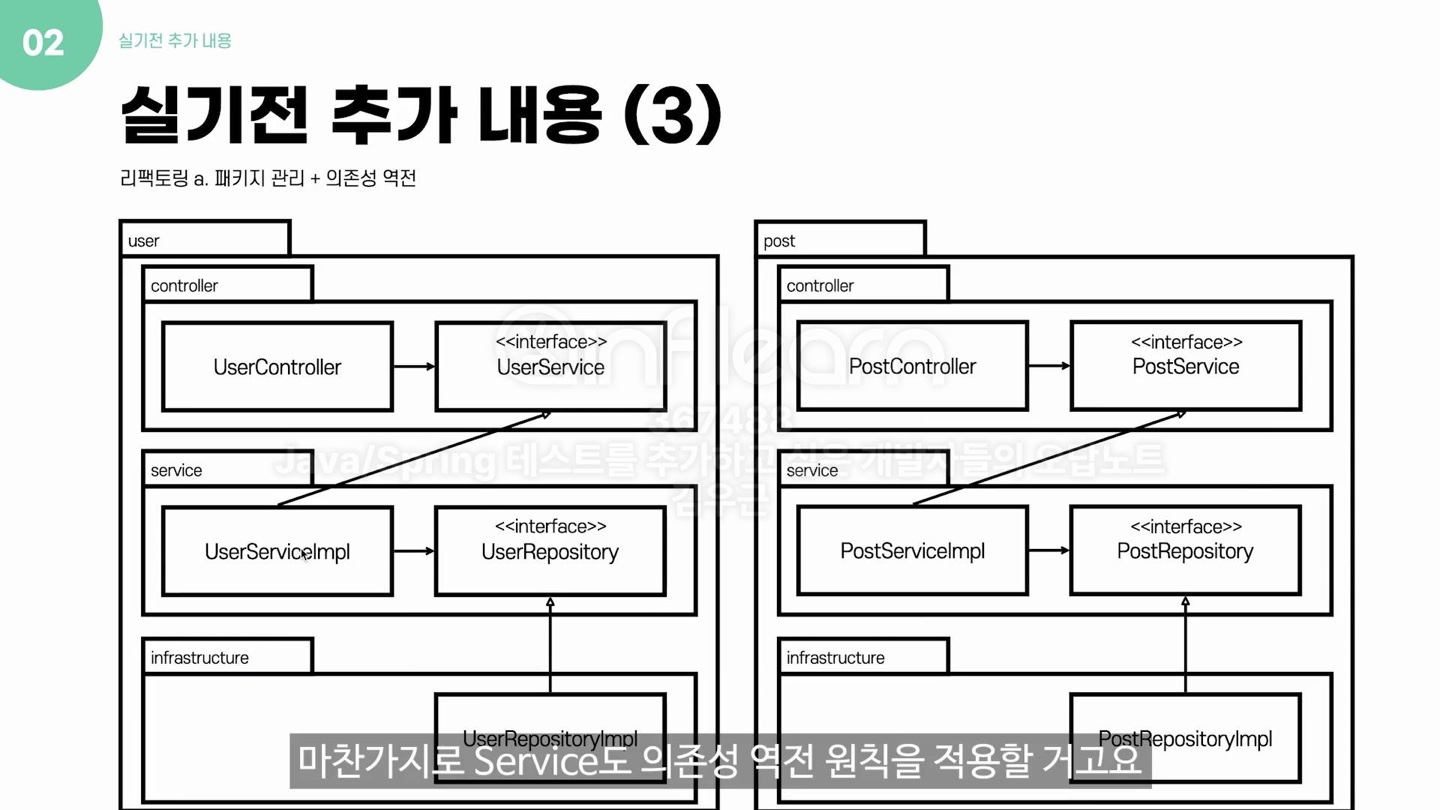 02
실기전 추가 내용
실기전 추가 내용 (3)
리팩토링 a. 패키지 관리 + 의존성 역전
user
controller
UserController
<<interface>>
UserService
service
UserServiceImpl
<<interface>>
UserRepository
infrastructure
UserRepositoryImpl
post
controller
PostController
<<interface>>
PostService
service
PostServiceImpl
<<interface>>
PostRepository
infrastructure
PostRepositoryImpl
inflearn
367488
Java/Spring 테스트를 추가하고 싶은 개발자들의 오답노트
김우근
마찬가지로 Service도 의존성 역전 원칙을 적용할 거고요